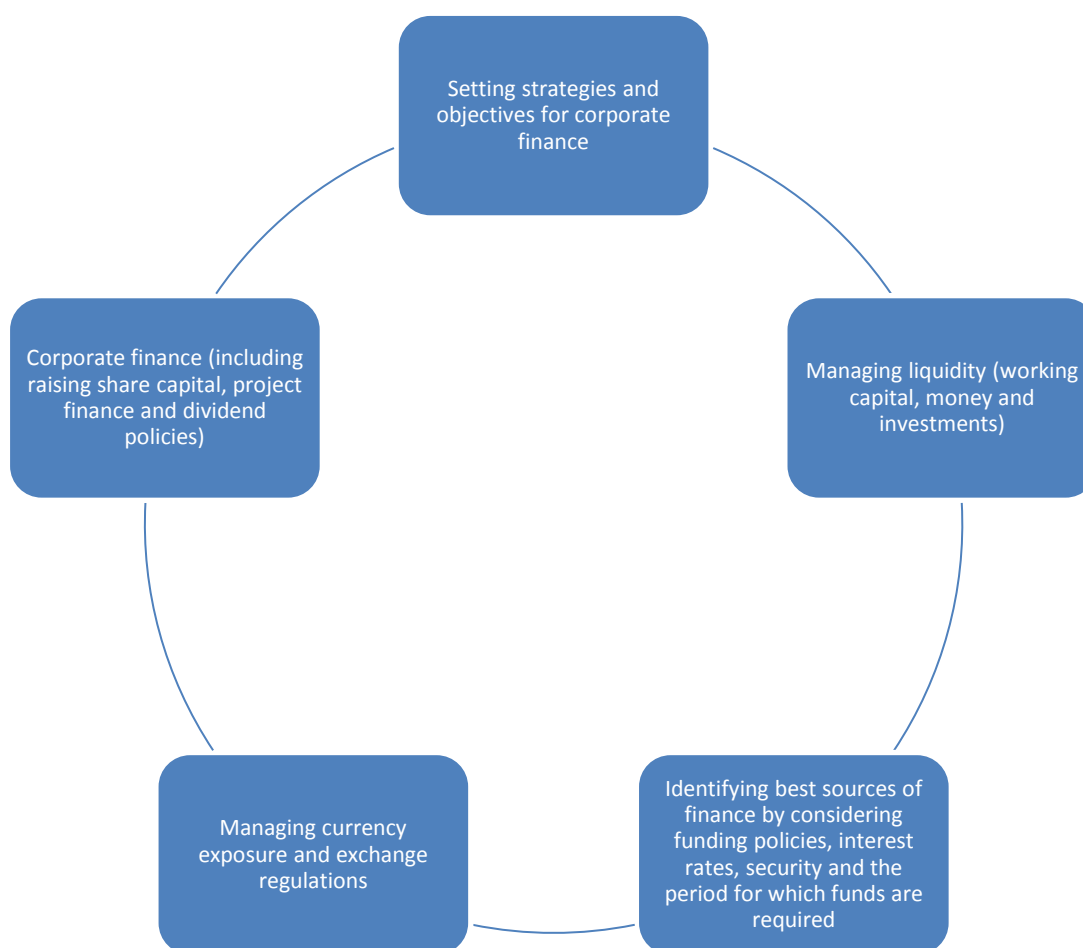 Setting strategies and
objectives for corporate
finance
Corporate finance (including
raising share capital, project
finance and dividend
policies)
Managing liquidity (working
capital, money and
investments)
Managing currency
exposure and exchange
regulations
Identifying best sources of
finance by considering
funding policies, interest
rates, security and the
period for which funds are
required